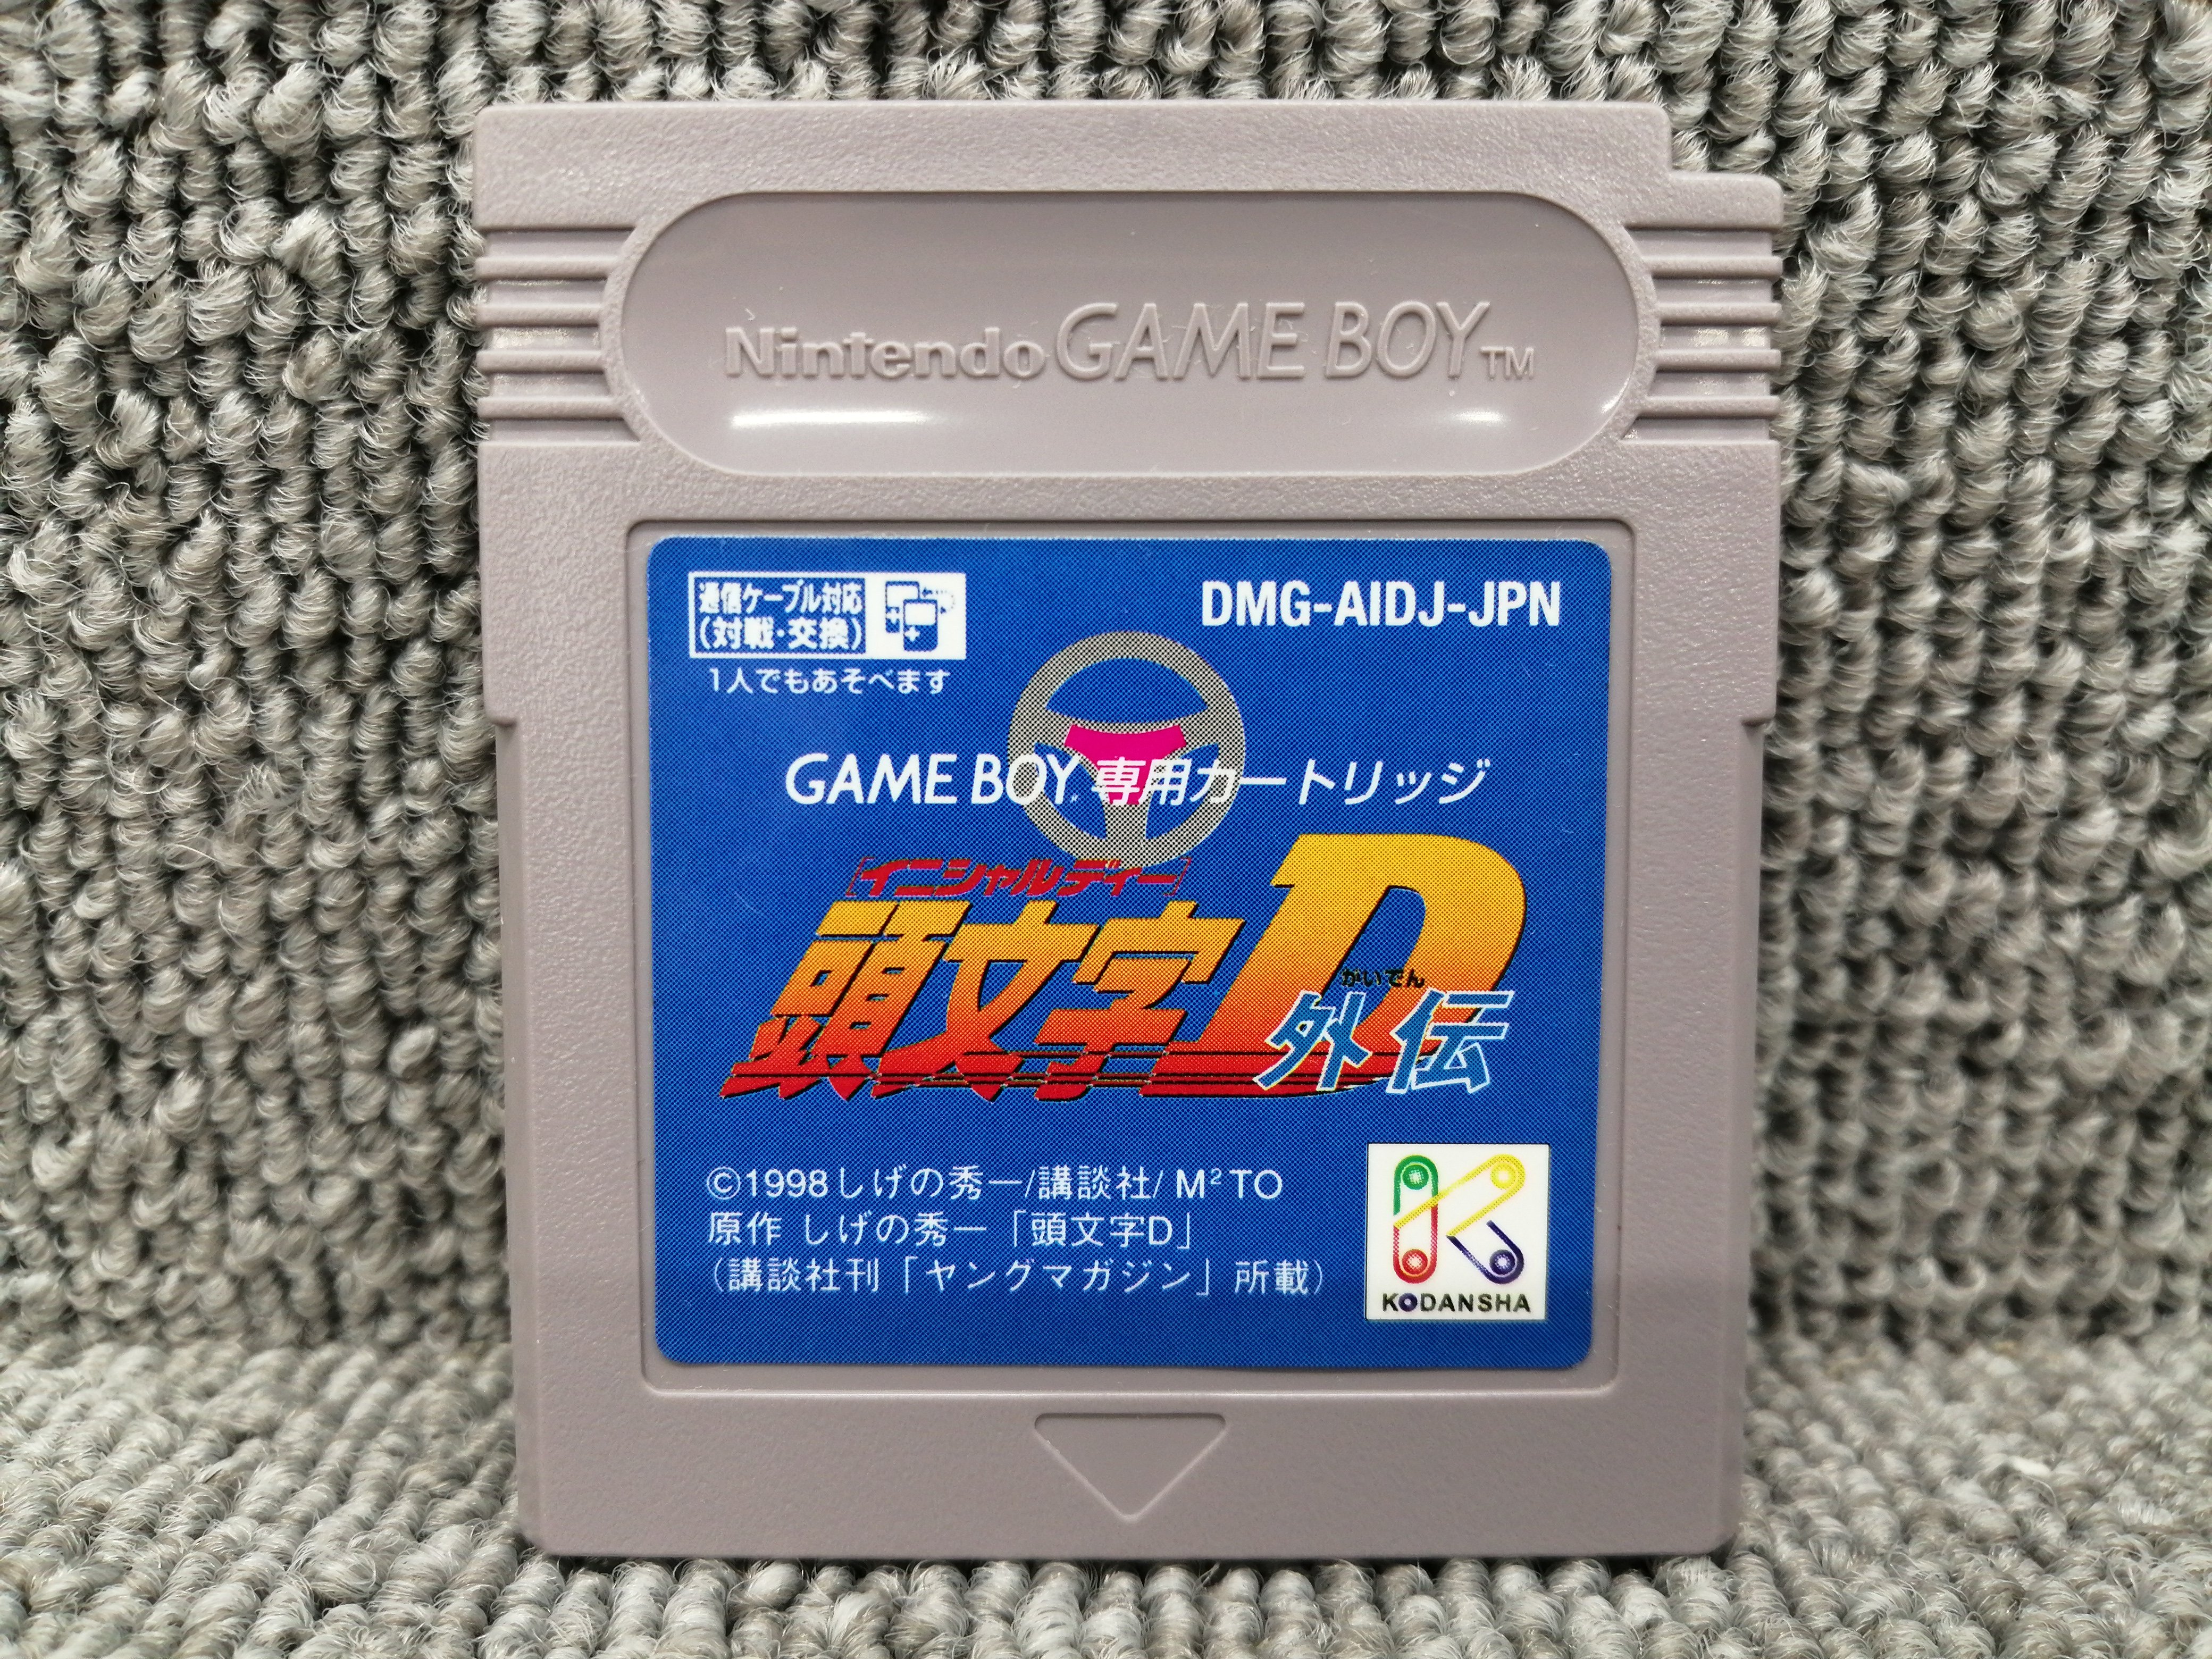 Nintendo GAME BOY TM
通信ケーブル対応
(対戦・交換)
1人でもあそべます
DMG-AIDJ-JPN
GAME BOY 専用カートリッジ
[イニシャルディー]
頭文字D
がいでん
外伝
©1998しげの秀一/講談社/ M²TO
原作 しげの秀一「頭文字D」
(講談社刊「ヤングマガジン」所載)
KODANSHA